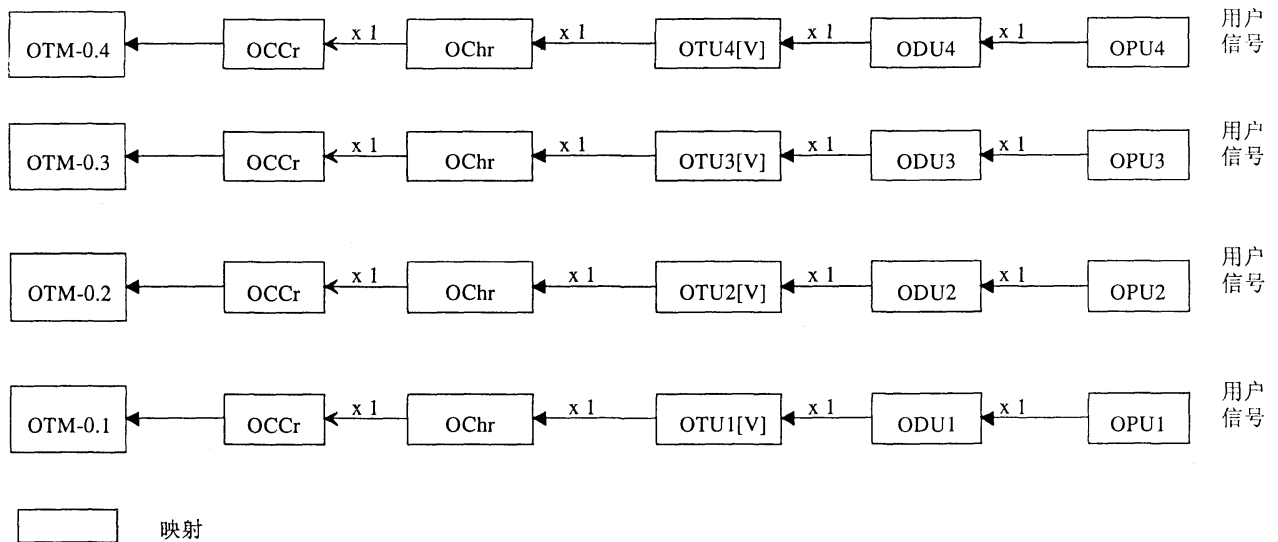 OTM-0.4 OCCr x 1 OChr x 1 OTU4[V] x 1 ODU4 x 1 OPU4 用户
信号
OTM-0.3 OCCr x 1 OChr x 1 OTU3[V] x 1 ODU3 x 1 OPU3 用户
信号
OTM-0.2 OCCr x 1 OChr x 1 OTU2[V] x 1 ODU2 x 1 OPU2 用户
信号
OTM-0.1 OCCr x 1 OChr x 1 OTU1[V] x 1 ODU1 x 1 OPU1 用户
信号
映射